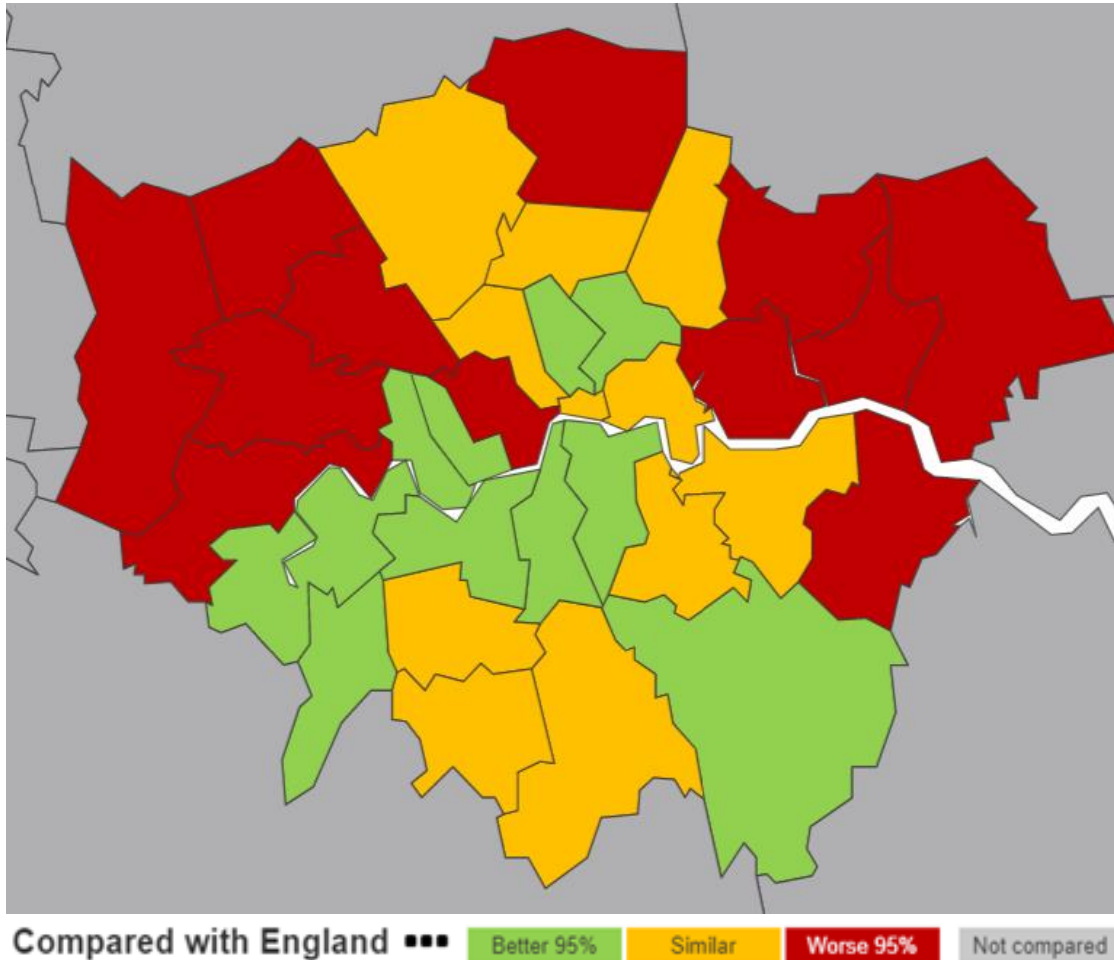 Compared with England ▪▪▪ Better 95% Similar Worse 95% Not compared